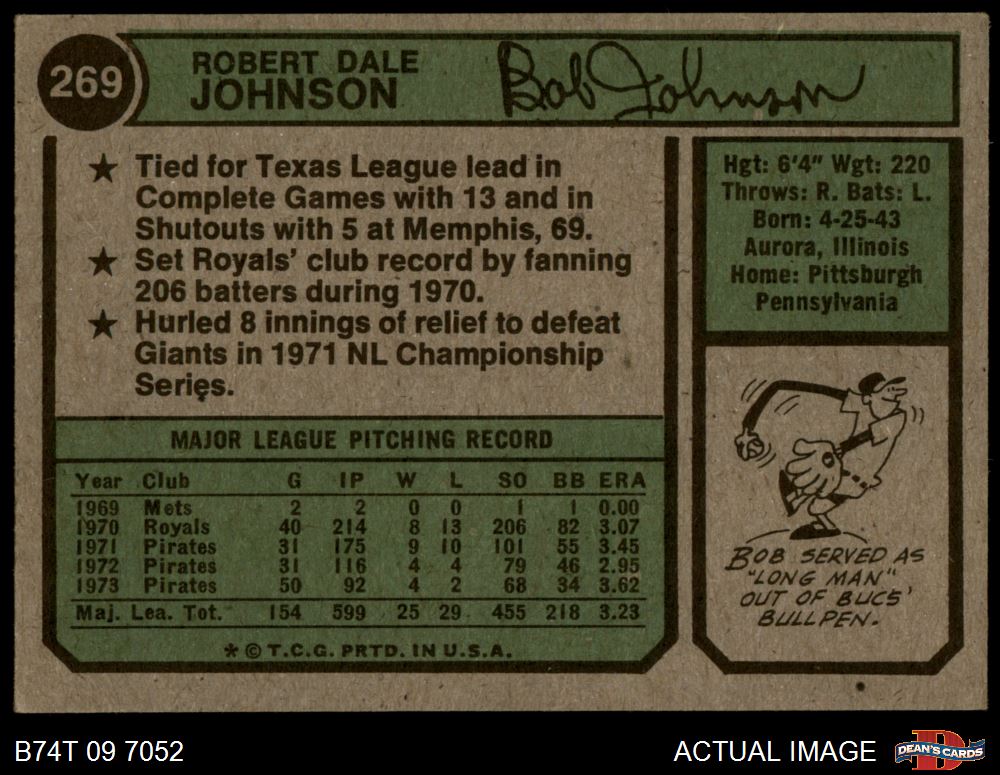 269
ROBERT DALE
JOHNSON
Bob Johnson
★ Tied for Texas League lead in
Complete Games with 13 and in
Shutouts with 5 at Memphis, 69.
★ Set Royals' club record by fanning
206 batters during 1970.
★ Hurled 8 innings of relief to defeat
Giants in 1971 NL Championship
Series.
Hgt: 6'4" Wgt: 220
Throws: R. Bats: L.
Born: 4-25-43
Aurora, Illinois
Home: Pittsburgh
Pennsylvania
MAJOR LEAGUE PITCHING RECORD
Year Club G IP W L SO BB ERA
1969 Mets 2 2 0 0 1 1 0.00
1970 Royals 40 214 8 13 206 82 3.07
1971 Pirates 31 175 9 10 101 55 3.45
1972 Pirates 31 116 4 4 79 46 2.95
1973 Pirates 50 92 4 2 68 34 3.62
Maj. Lea. Tot. 154 599 25 29 455 218 3.23
* © T.C.G. PRTD. IN U.S.A.
BOB SERVED AS
"LONG MAN"
OUT OF BUCS'
BULLPEN.
B74T 09 7052
ACTUAL IMAGE
D
DEAN'S CARDS